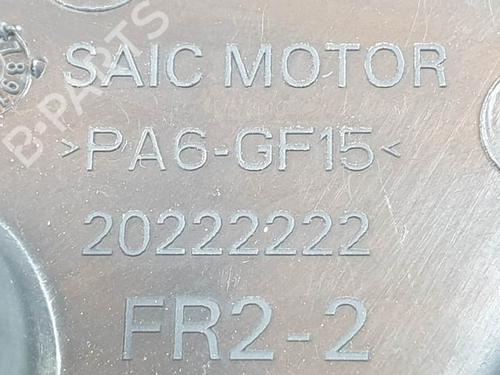 SAIC MOTOR
>PA6-GF15<
20222222
FR2-2
B-PARTS